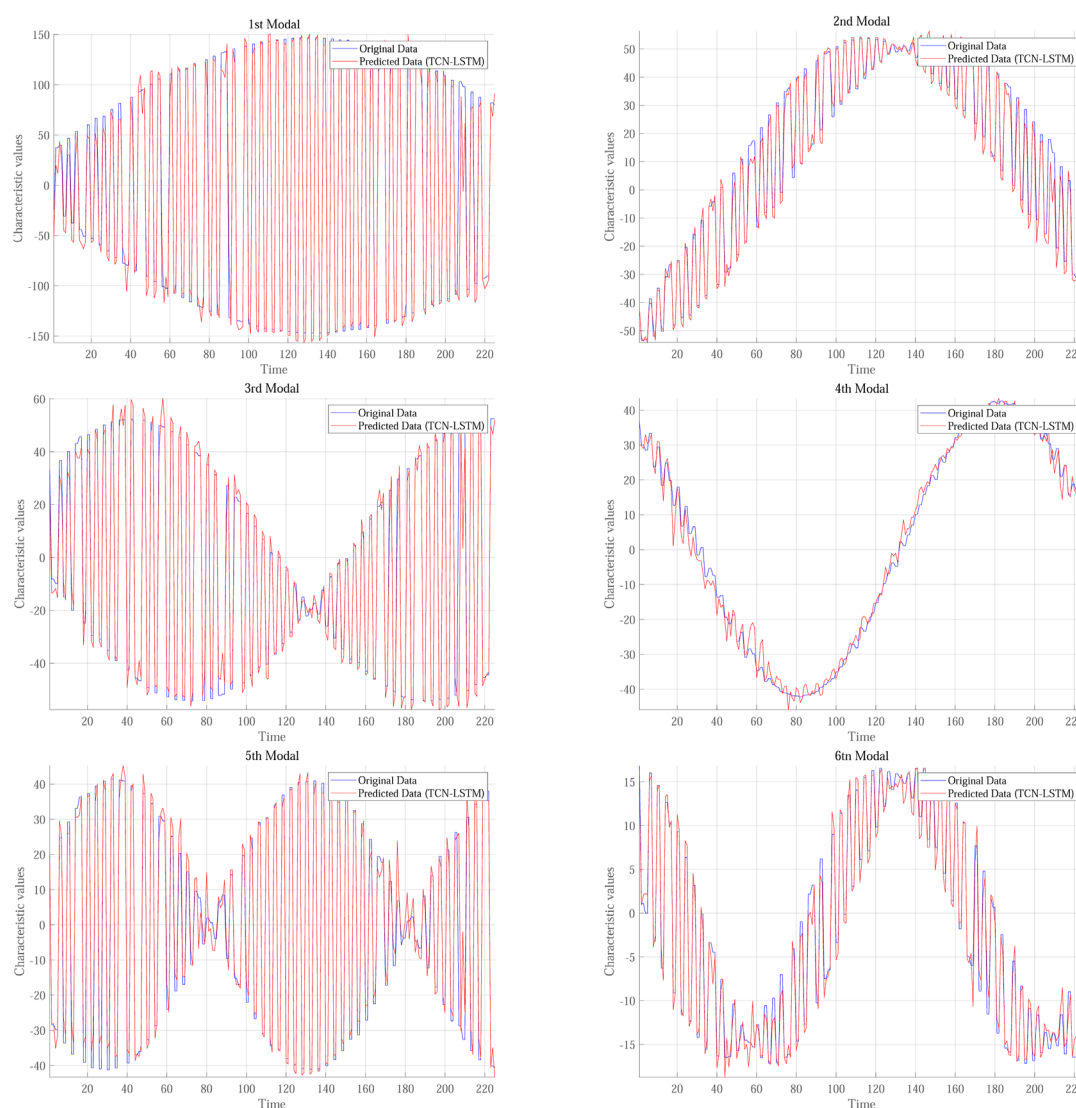 1st Modal
Original Data
Predicted Data (TCN-LSTM)
Characteristic values
150
100
50
0
-50
-100
-150
20 40 60 80 100 120 140 160 180 200 220
Time
2nd Modal
Original Data
Predicted Data (TCN-LSTM)
Characteristic values
50
40
30
20
10
0
-10
-20
-30
-40
-50
20 40 60 80 100 120 140 160 180 200
Time
3rd Modal
Original Data
Predicted Data (TCN-LSTM)
Characteristic values
60
40
20
0
-20
-40
20 40 60 80 100 120 140 160 180 200 220
Time
4th Modal
Original Data
Predicted Data (TCN-LSTM)
Characteristic values
40
30
20
10
0
-10
-20
-30
-40
20 40 60 80 100 120 140 160 180 200
Time
5th Modal
Original Data
Predicted Data (TCN-LSTM)
Characteristic values
40
30
20
10
0
-10
-20
-30
-40
20 40 60 80 100 120 140 160 180 200 220
Time
6tn Modal
Original Data
Predicted Data (TCN-LSTM)
Characteristic values
15
10
5
0
-5
-10
-15
20 40 60 80 100 120 140 160 180 200
Time